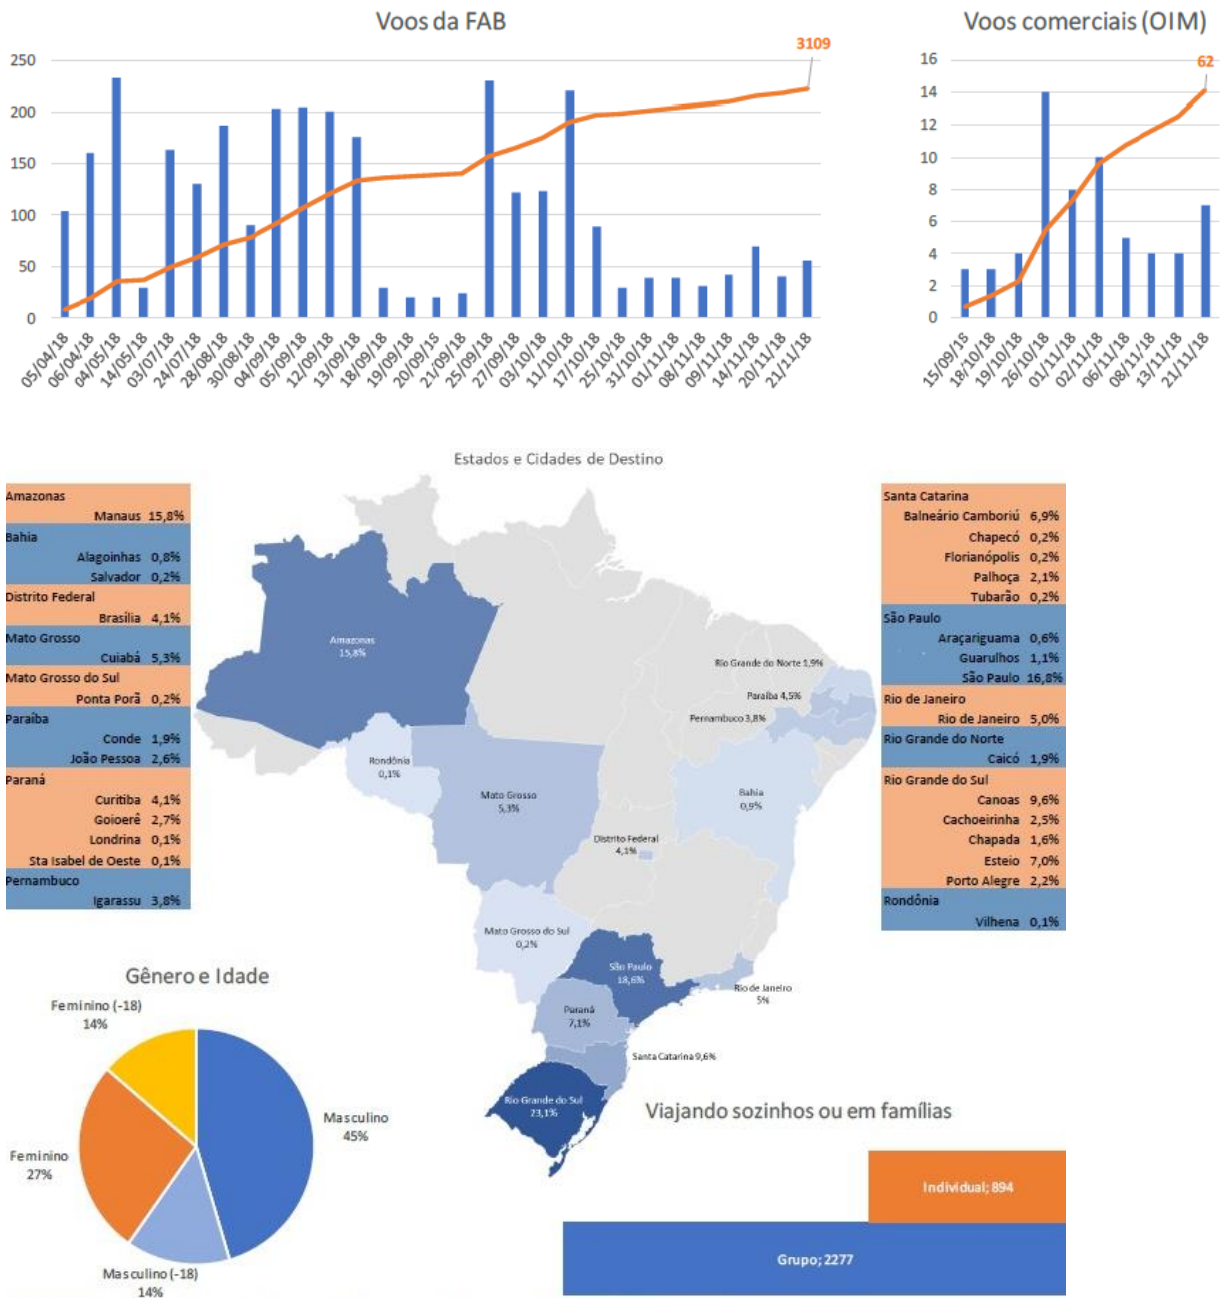 Voos da FAB
3109
250
200
150
100
50
0
05/04/18
06/04/18
04/05/18
14/05/18
03/07/18
24/07/18
28/08/18
30/08/18
04/09/18
05/09/18
12/09/18
13/09/18
18/09/18
19/09/18
20/09/18
21/09/18
25/09/18
27/09/18
03/10/18
11/10/18
17/10/18
25/10/18
31/10/18
01/11/18
08/11/18
09/11/18
14/11/18
20/11/18
21/11/18
Voos comerciais (OIM)
62
16
14
12
10
8
6
4
2
0
15/09/18
18/10/18
19/10/18
26/10/18
01/11/18
02/11/18
06/11/18
08/11/18
13/11/18
21/11/18
Estados e Cidades de Destino
Amazonas
Manaus 15,8%
Bahia
Alagoinhas 0,8%
Salvador 0,2%
Distrito Federal
Brasília 4,1%
Mato Grosso
Cuiabá 5,3%
Mato Grosso do Sul
Ponta Porã 0,2%
Paraíba
Conde 1,9%
João Pessoa 2,6%
Paraná
Curitiba 4,1%
Goioerê 2,7%
Londrina 0,1%
Sta Isabel de Oeste 0,1%
Pernambuco
Igarassu 3,8%
Amazonas
15,8%
Rio Grande do Norte 1,9%
Paraíba 4,5%
Pernambuco 3,8%
Rondônia
0,1%
Mato Grosso
5,3%
Bahia
0,9%
Distrito Federal
4,1%
Mato Grosso do Sul
0,2%
São Paulo
18,6%
Rio de Janeiro
5%
Paraná
7,1%
Santa Catarina 9,6%
Rio Grande do Sul
23,1%
Santa Catarina
Balneário Camboriú 6,9%
Chapecó 0,2%
Florianópolis 0,2%
Palhoça 2,1%
Tubarão 0,2%
São Paulo
Araçariguama 0,6%
Guarulhos 1,1%
São Paulo 16,8%
Rio de Janeiro
Rio de Janeiro 5,0%
Rio Grande do Norte
Caicó 1,9%
Rio Grande do Sul
Canoas 9,6%
Cachoeirinha 2,5%
Chapada 1,6%
Esteio 7,0%
Porto Alegre 2,2%
Rondônia
Vilhena 0,1%
Gênero e Idade
Feminino (-18)
14%
Masculino
45%
Feminino
27%
Masculino (-18)
14%
Viajando sozinhos ou em famílias
Individual; 894
Grupo; 2277